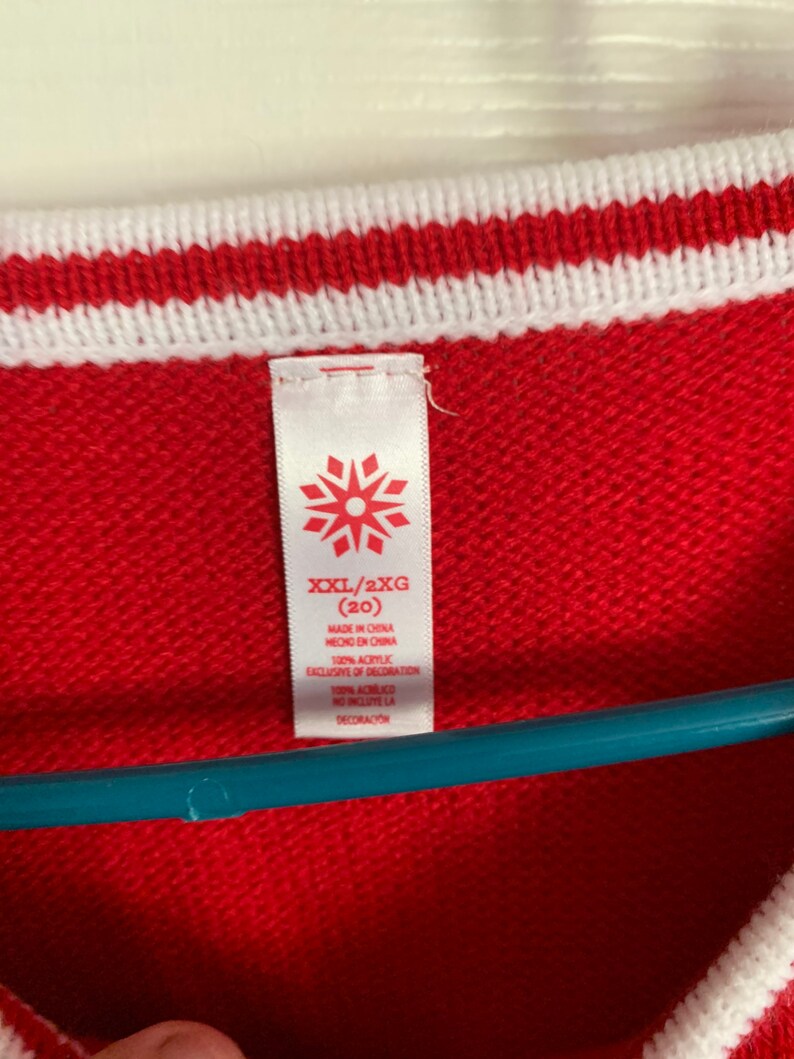 XXL/2XG
(20)
MADE IN CHINA
HECHO EN CHINA
100% ACRYLIC
EXCLUSIVE OF DECORATION
100% ACRÍLICO
NO INCLUYE LA
DECORACIÓN